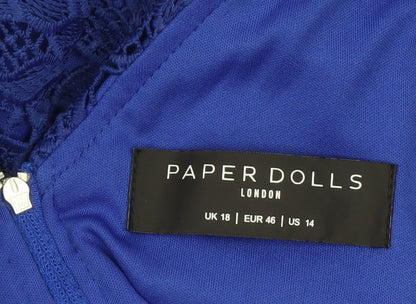 PAPER DOLLS
LONDON
UK 18 | EUR 46 | US 14